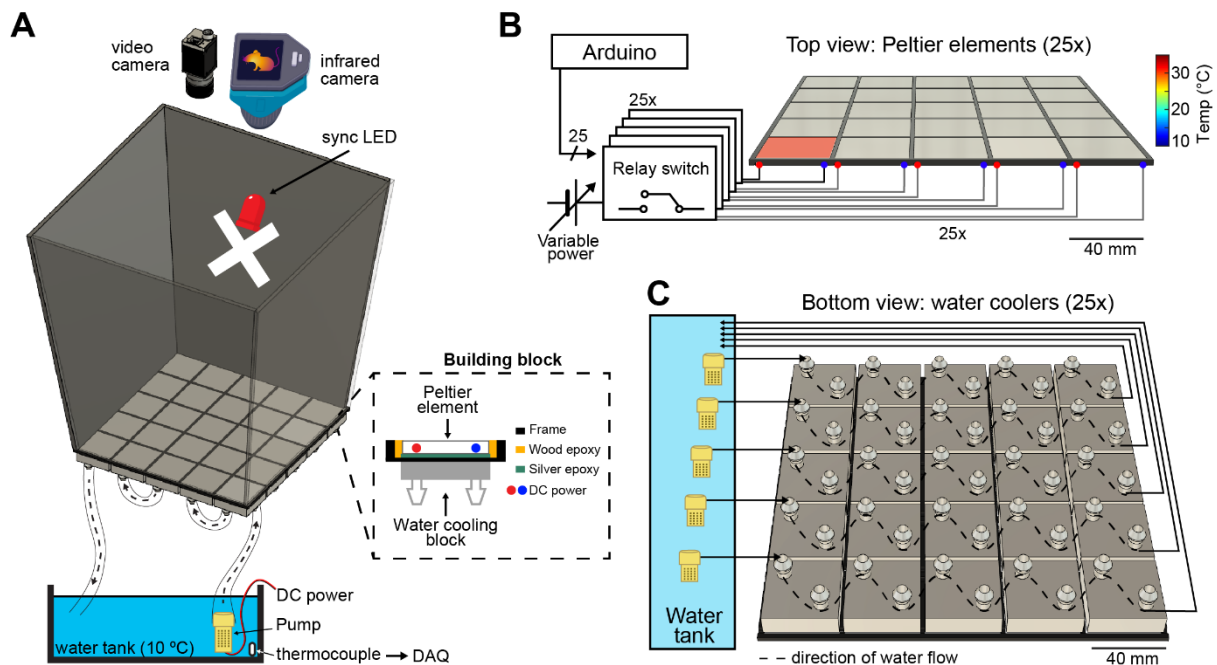 A
video
camera
infrared
camera
sync LED
Building block
Peltier
element
Frame
Wood epoxy
Silver epoxy
DC power
Water cooling
block
DC power
Pump
water tank (10 ºC)
thermocouple
DAQ
B
Arduino
25
25x
Relay switch
Variable
power
Top view: Peltier elements (25x)
30
20
10
Temp (°C)
25x
40 mm
C
Bottom view: water coolers (25x)
Water
tank
direction of water flow
40 mm